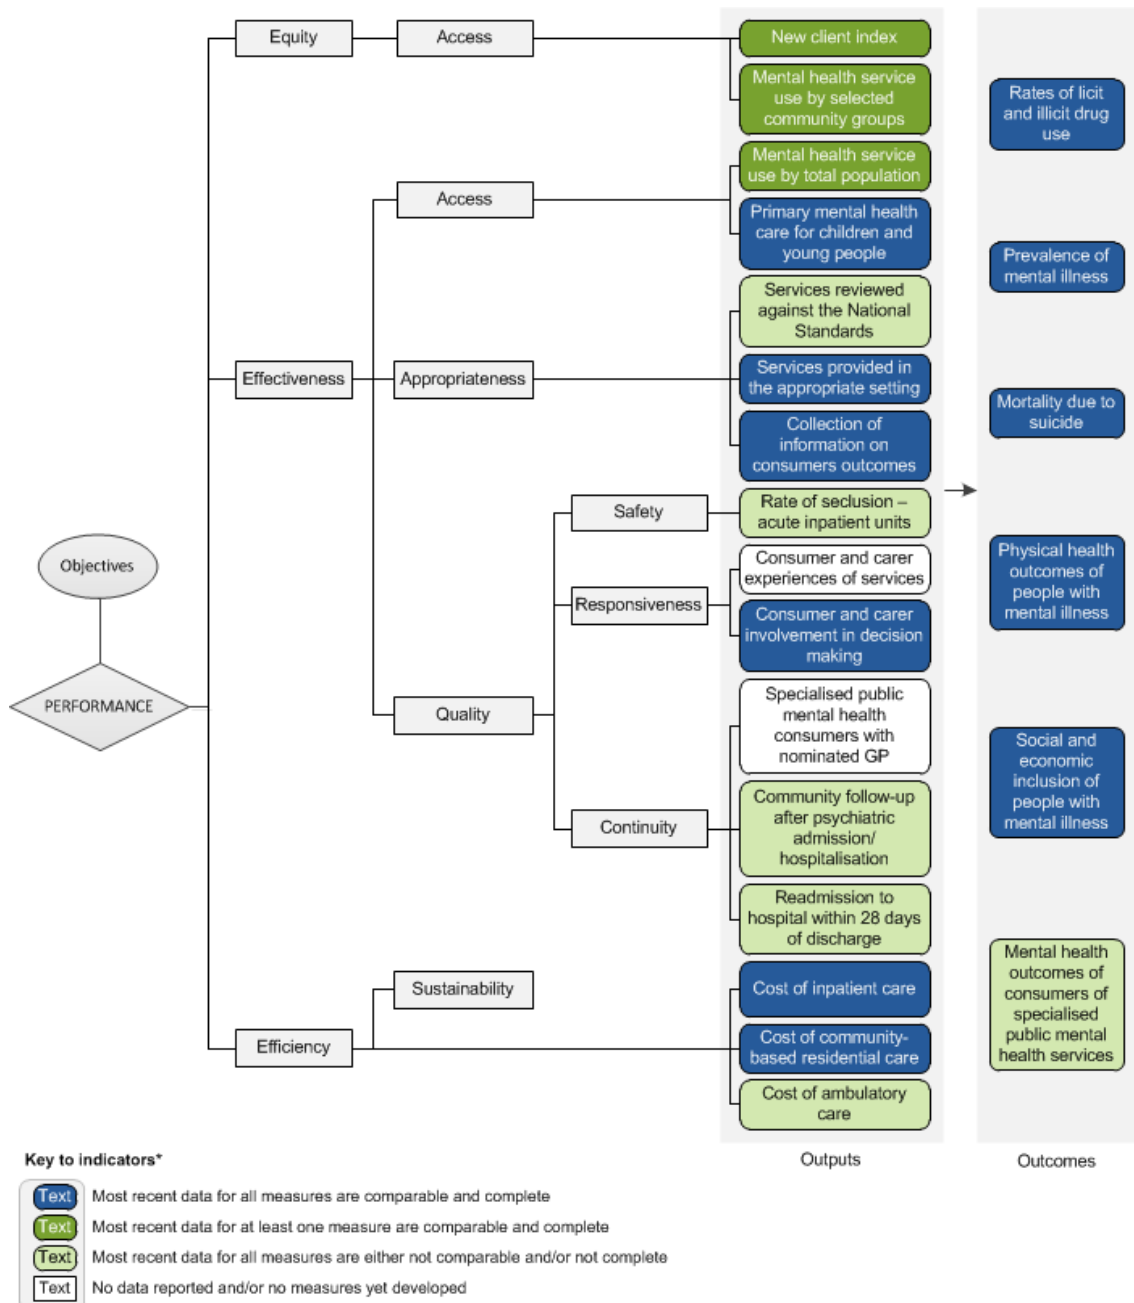 Equity
Access
New client index
Mental health service
use by selected
community groups
Rates of licit
and illicit drug
use
Access
Mental health service
use by total population
Primary mental health
care for children and
young people
Prevalence of
mental illness
Effectiveness
Appropriateness
Services reviewed
against the National
Standards
Services provided in
the appropriate setting
Collection of
information on
consumers outcomes
Mortality due to
suicide
Objectives
PERFORMANCE
Quality
Safety
Rate of seclusion –
acute inpatient units
Responsiveness
Consumer and carer
experiences of services
Consumer and carer
involvement in decision
making
Physical health
outcomes of
people with
mental illness
Continuity
Specialised public
mental health
consumers with
nominated GP
Community follow-up
after psychiatric
admission/
hospitalisation
Readmission to
hospital within 28 days
of discharge
Social and
economic
inclusion of
people with
mental illness
Efficiency
Sustainability
Cost of inpatient care
Cost of community-
based residential care
Cost of ambulatory
care
Mental health
outcomes of
consumers of
specialised
public mental
health services
Outputs
Outcomes
Key to indicators*
Text Most recent data for all measures are comparable and complete
Text Most recent data for at least one measure are comparable and complete
Text Most recent data for all measures are either not comparable and/or not complete
Text No data reported and/or no measures yet developed